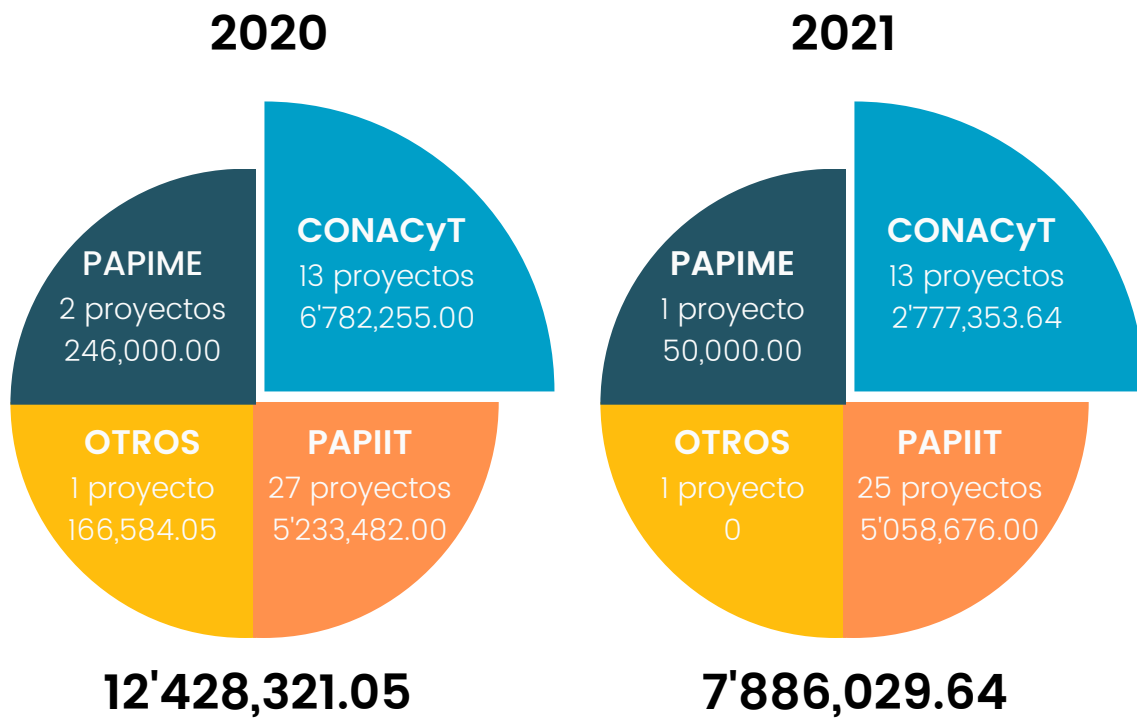 2020
PAPIME
2 proyectos
246,000.00
CONACyT
13 proyectos
6'782,255.00
OTROS
1 proyecto
166,584.05
PAPIIT
27 proyectos
5'233,482.00
12'428,321.05
2021
PAPIME
1 proyecto
50,000.00
CONACyT
13 proyectos
2'777,353.64
OTROS
1 proyecto
0
PAPIIT
25 proyectos
5'058,676.00
7'886,029.64